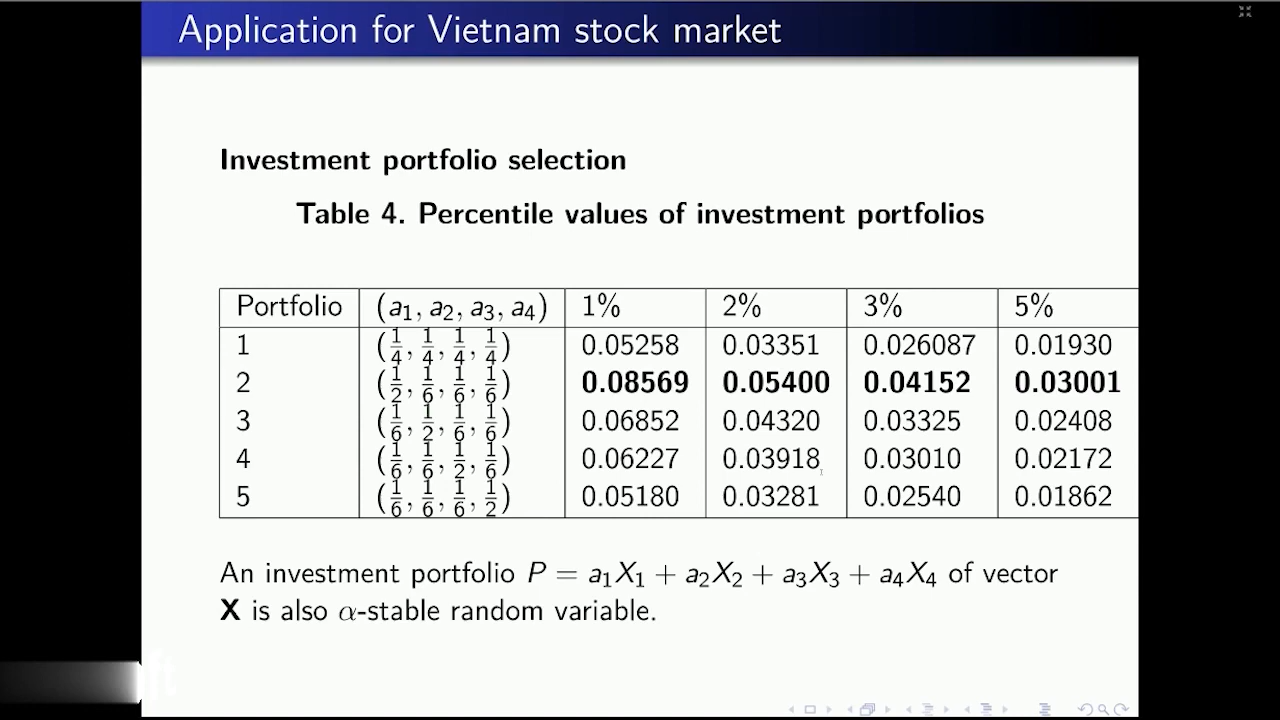 Application for Vietnam stock market
Investment portfolio selection
Table 4. Percentile values of investment portfolios
Portfolio (a₁, a₂, a₃, a₄) 1% 2% 3% 5%
1 (1/4, 1/4, 1/4, 1/4) 0.05258 0.03351 0.026087 0.01930
2 (1/2, 1/6, 1/6, 1/6) 0.08569 0.05400 0.04152 0.03001
3 (1/6, 1/2, 1/6, 1/6) 0.06852 0.04320 0.03325 0.02408
4 (1/6, 1/6, 1/2, 1/6) 0.06227 0.03918 0.03010 0.02172
5 (1/6, 1/6, 1/6, 1/2) 0.05180 0.03281 0.02540 0.01862
An investment portfolio P = a₁X₁ + a₂X₂ + a₃X₃ + a₄X₄ of vector
X is also α-stable random variable.